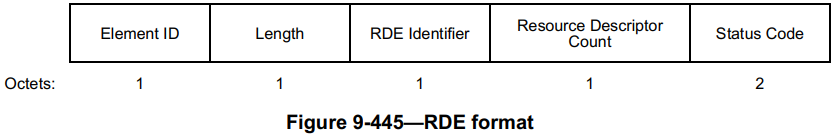 Element ID Length RDE Identifier Resource Descriptor Count Status Code
Octets: 1 1 1 1 2
Figure 9-445—RDE format